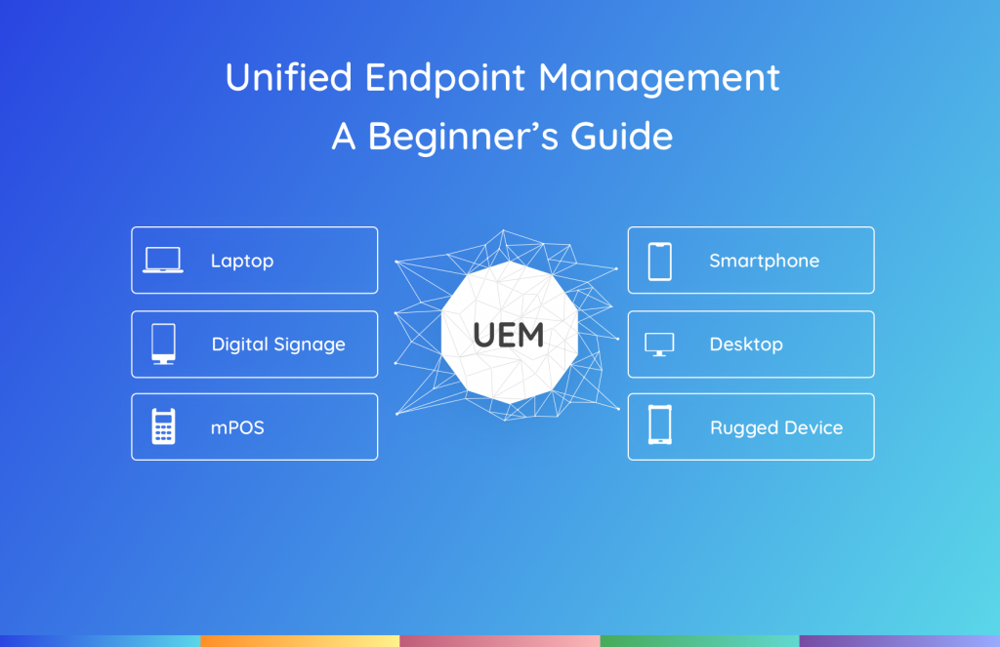 Unified Endpoint Management
A Beginner’s Guide
Laptop
Digital Signage
mPOS
UEM
Smartphone
Desktop
Rugged Device